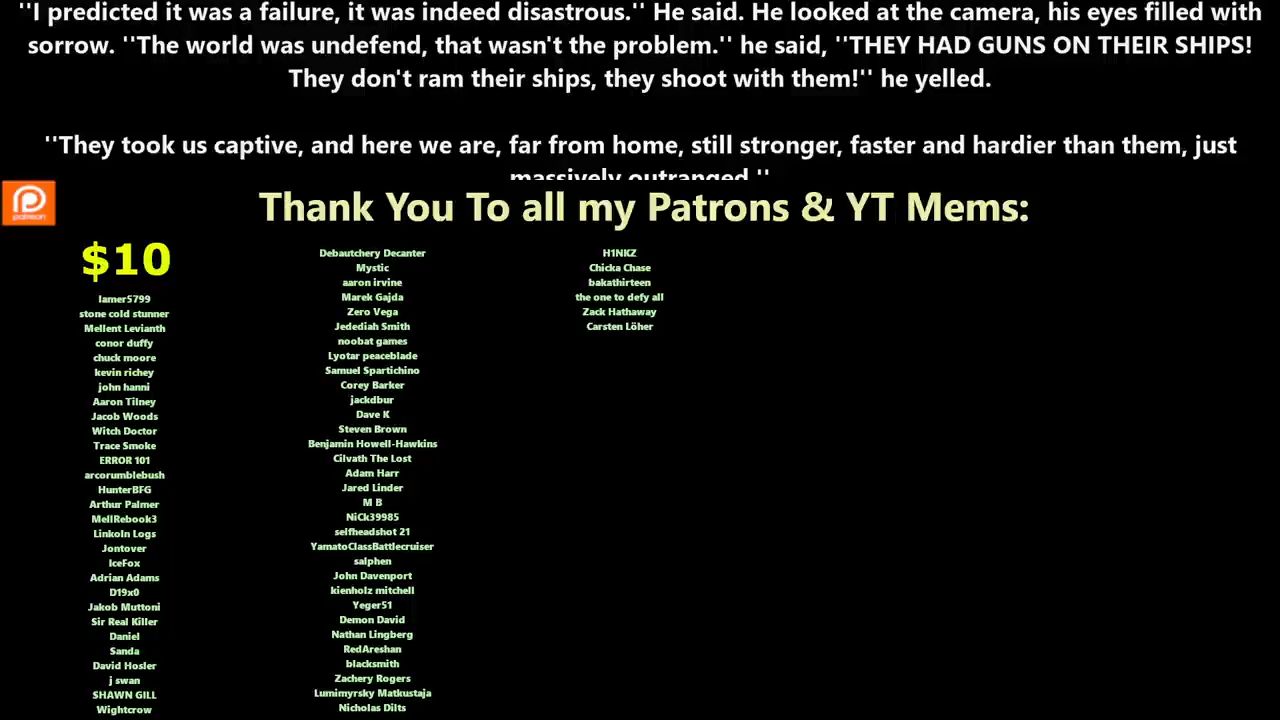 ''I predicted it was a failure, it was indeed disastrous.'' He said. He looked at the camera, his eyes filled with
sorrow. ''The world was undefend, that wasn't the problem.'' he said, ''THEY HAD GUNS ON THEIR SHIPS!
They don't ram their ships, they shoot with them!'' he yelled.
''They took us captive, and here we are, far from home, still stronger, faster and hardier than them, just
massively outranged.''
patreon
Thank You To all my Patrons & YT Mems:
$10
lamer5799
stone cold stunner
Mellent Levianth
conor duffy
chuck moore
kevin richey
john hanni
Aaron Tilney
Jacob Woods
Witch Doctor
Trace Smoke
ERROR 101
arcorumblebush
HunterBFG
Arthur Palmer
MellRebook3
Linkoln Logs
Jontover
IceFox
Adrian Adams
D19x0
Jakob Muttoni
Sir Real Killer
Daniel
Sanda
David Hosler
j swan
SHAWN GILL
Wightcrow
Debautchery Decanter
Mystic
aaron irvine
Marek Gajda
Zero Vega
Jedediah Smith
noobat games
Lyotar peaceblade
Samuel Spartichino
Corey Barker
jackdbur
Dave K
Steven Brown
Benjamin Howell-Hawkins
Cilvath The Lost
Adam Harr
Jared Linder
M B
NiCk39985
selfheadshot 21
YamatoClassBattlecruiser
salphen
John Davenport
kienholz mitchell
Yeger51
Demon David
Nathan Lingberg
RedAreshan
blacksmith
Zachery Rogers
Lumimyrsky Matkustaja
Nicholas Dilts
H1NKZ
Chicka Chase
bakathirteen
the one to defy all
Zack Hathaway
Carsten Löher